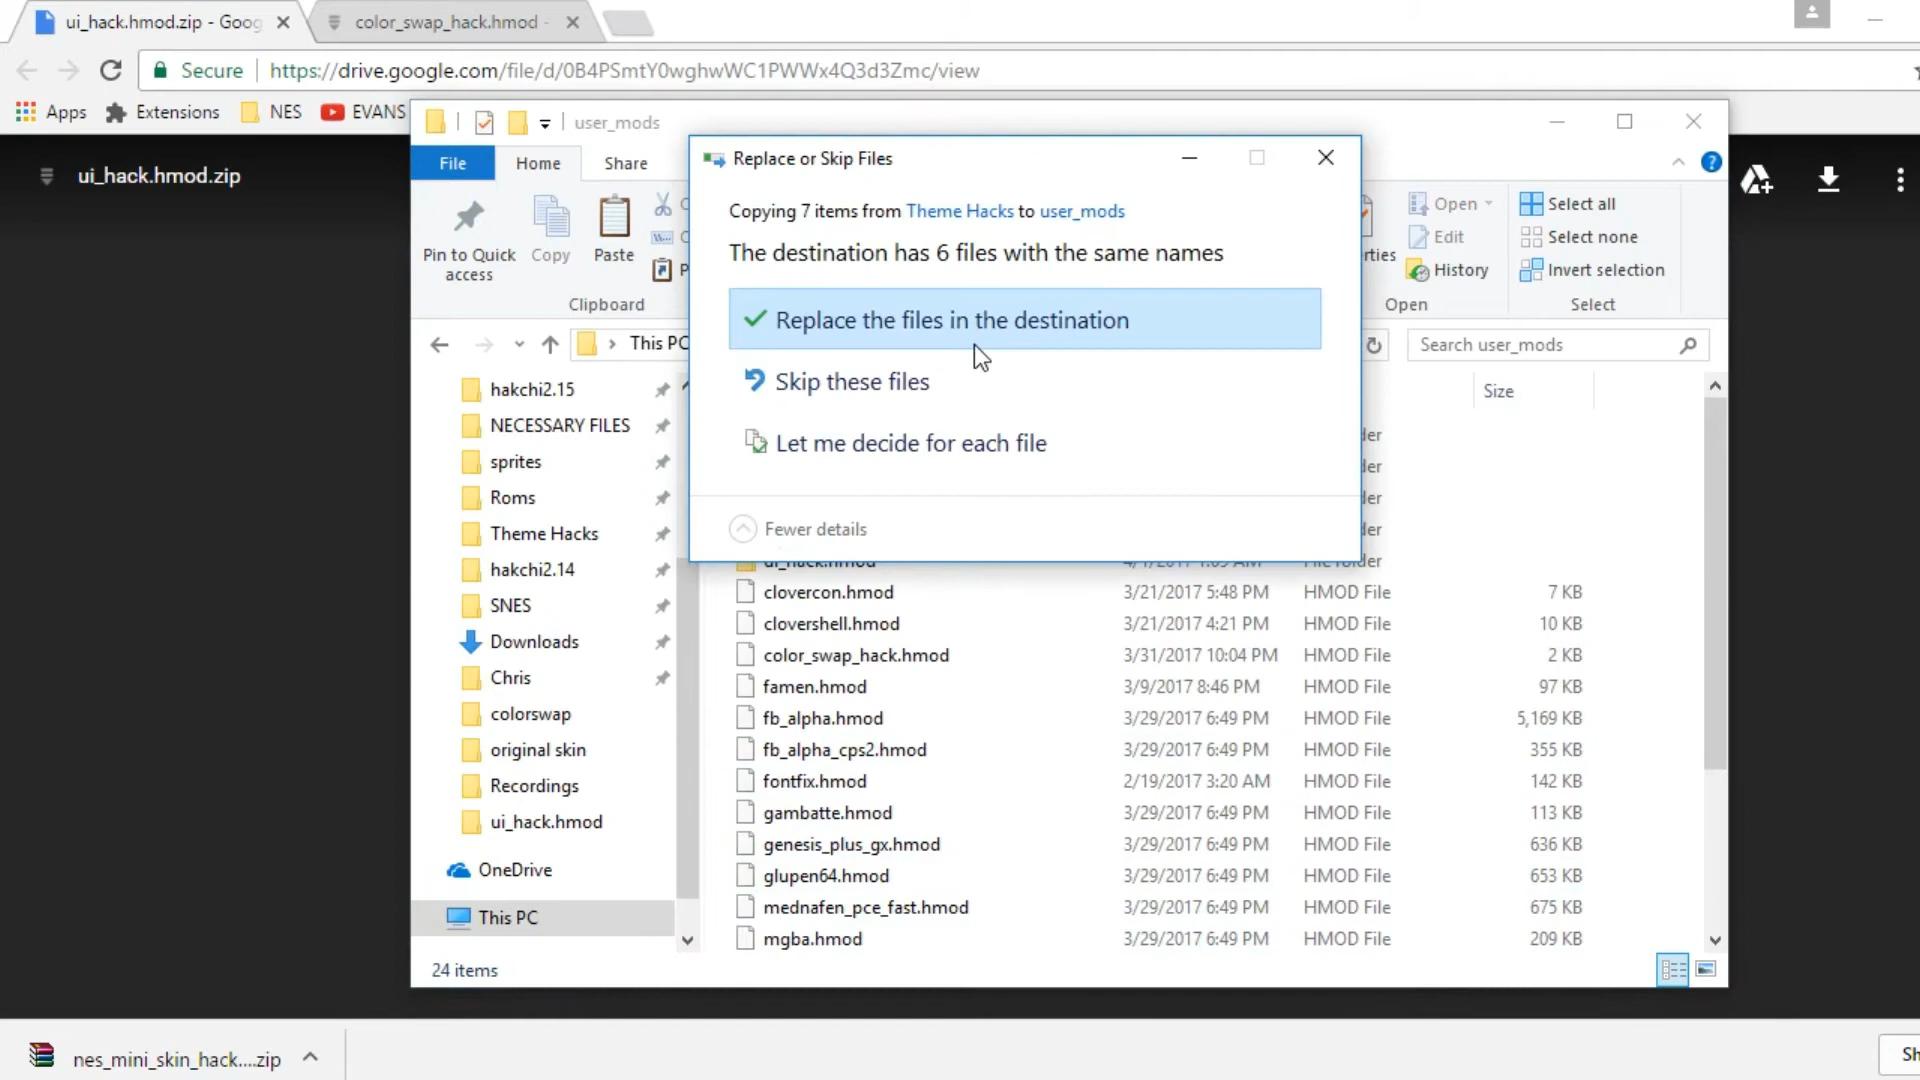 ui_hack.hmod.zip - Goog
color_swap_hack.hmod -
Secure
https://drive.google.com/file/d/0B4PSmtY0wghwWC1PWWx4Q3d3Zmc/view
Apps
Extensions
NES
EVANS
ui_hack.hmod.zip
user_mods
File
Home
Share
Pin to Quick access
Copy
Paste
Clipboard
Open
Edit
History
Open
Select all
Select none
Invert selection
Select
This PC
Search user_mods
Replace or Skip Files
Copying 7 items from Theme Hacks to user_mods
The destination has 6 files with the same names
Replace the files in the destination
Skip these files
Let me decide for each file
Fewer details
hakchi2.15
NECESSARY FILES
sprites
Roms
Theme Hacks
hakchi2.14
SNES
Downloads
Chris
colorswap
original skin
Recordings
ui_hack.hmod
OneDrive
This PC
Size
clovercon.hmod 3/21/2017 5:48 PM HMOD File 7 KB
clovershell.hmod 3/21/2017 4:21 PM HMOD File 10 KB
color_swap_hack.hmod 3/31/2017 10:04 PM HMOD File 2 KB
famen.hmod 3/9/2017 8:46 PM HMOD File 97 KB
fb_alpha.hmod 3/29/2017 6:49 PM HMOD File 5,169 KB
fb_alpha_cps2.hmod 3/29/2017 6:49 PM HMOD File 355 KB
fontfix.hmod 2/19/2017 3:20 AM HMOD File 142 KB
gambatte.hmod 3/29/2017 6:49 PM HMOD File 113 KB
genesis_plus_gx.hmod 3/29/2017 6:49 PM HMOD File 636 KB
glupen64.hmod 3/29/2017 6:49 PM HMOD File 653 KB
mednafen_pce_fast.hmod 3/29/2017 6:49 PM HMOD File 675 KB
mgba.hmod 3/29/2017 6:49 PM HMOD File 209 KB
24 items
nes_mini_skin_hack....zip
Sh